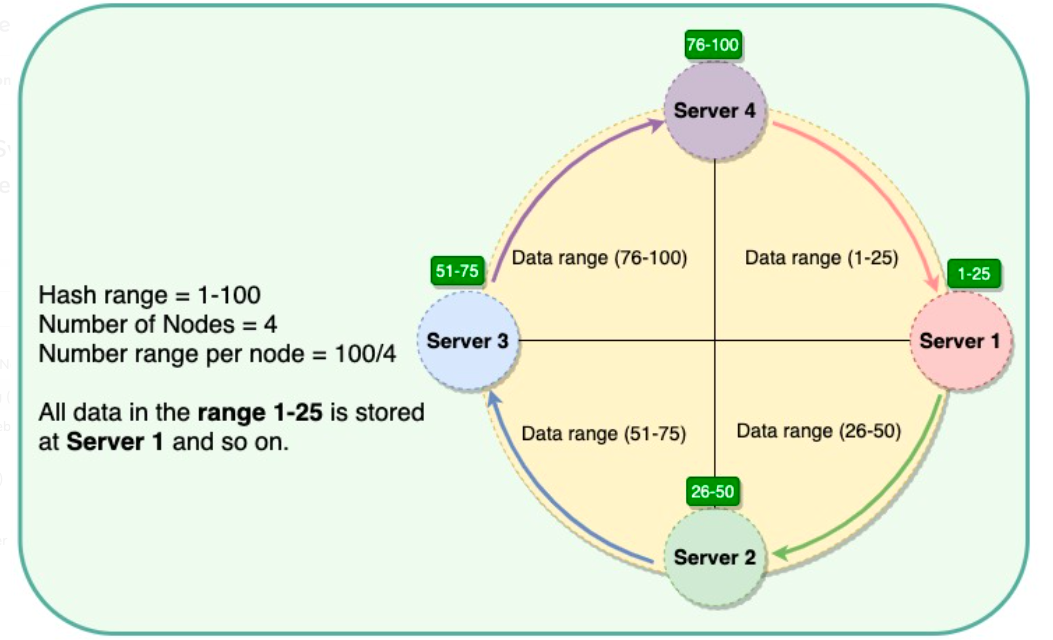 76-100
Server 4
Data range (76-100)
Data range (1-25)
51-75
1-25
Hash range = 1-100
Number of Nodes = 4
Number range per node = 100/4
Server 3
Server 1
All data in the range 1-25 is stored
at Server 1 and so on.
Data range (51-75)
Data range (26-50)
26-50
Server 2